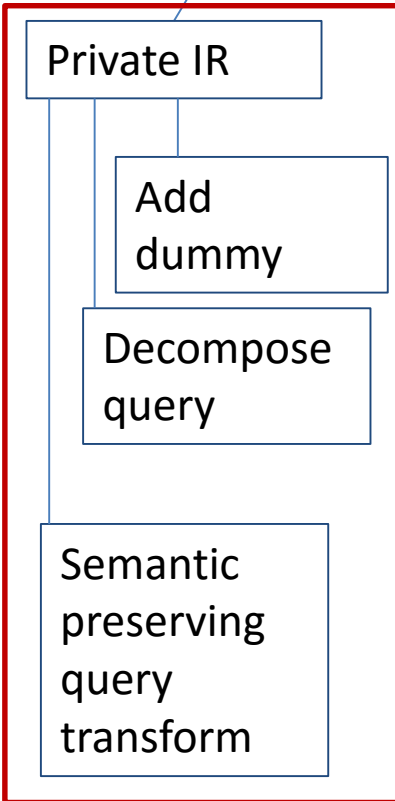 Private IR
Add
dummy
Decompose
query
Semantic
preserving
query
transform